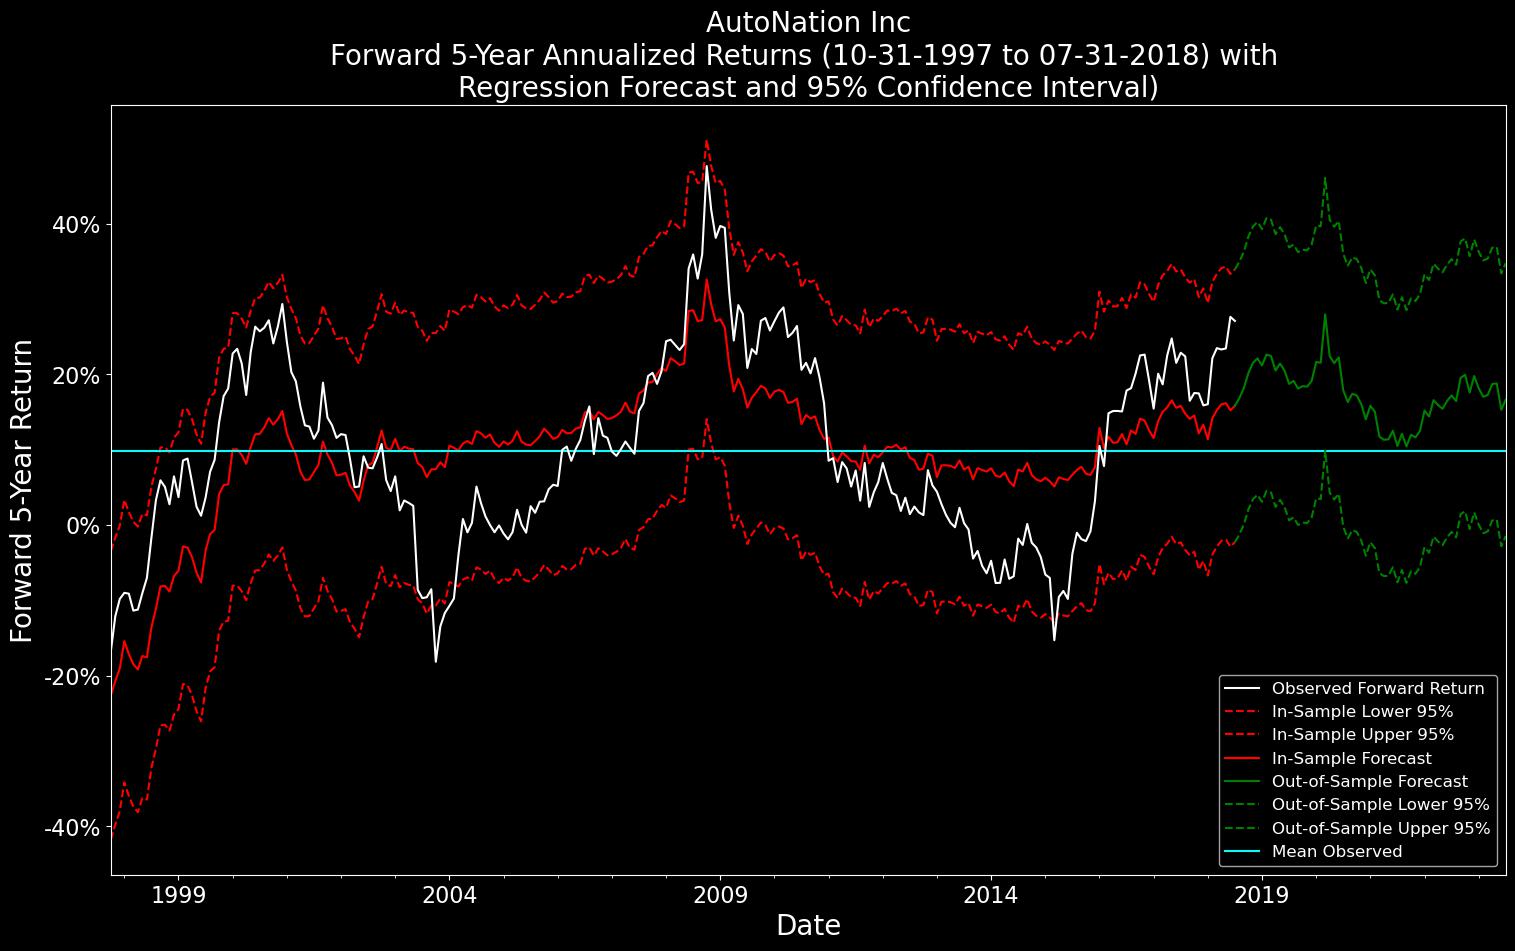 AutoNation Inc
Forward 5-Year Annualized Returns (10-31-1997 to 07-31-2018) with
Regression Forecast and 95% Confidence Interval)
Forward 5-Year Return
40%
20%
0%
-20%
-40%
1999
2004
2009
2014
2019
Date
Observed Forward Return
In-Sample Lower 95%
In-Sample Upper 95%
In-Sample Forecast
Out-of-Sample Forecast
Out-of-Sample Lower 95%
Out-of-Sample Upper 95%
Mean Observed